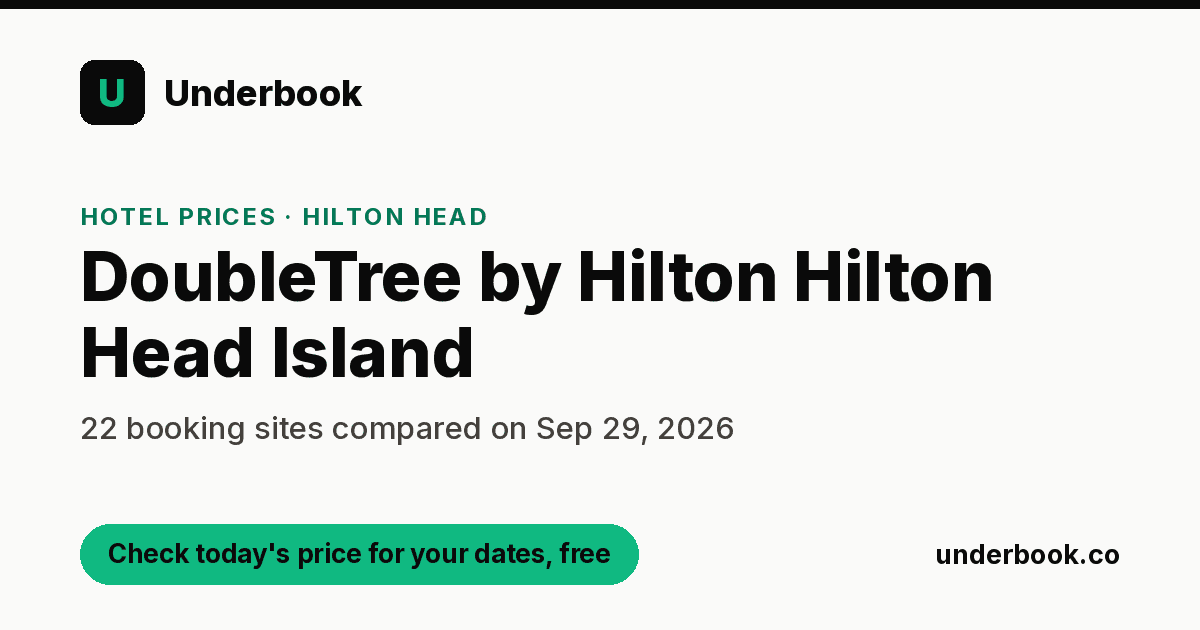 U Underbook
HOTEL PRICES · HILTON HEAD
DoubleTree by Hilton Hilton
Head Island
22 booking sites compared on Sep 29, 2026
Check today's price for your dates, free
underbook.co